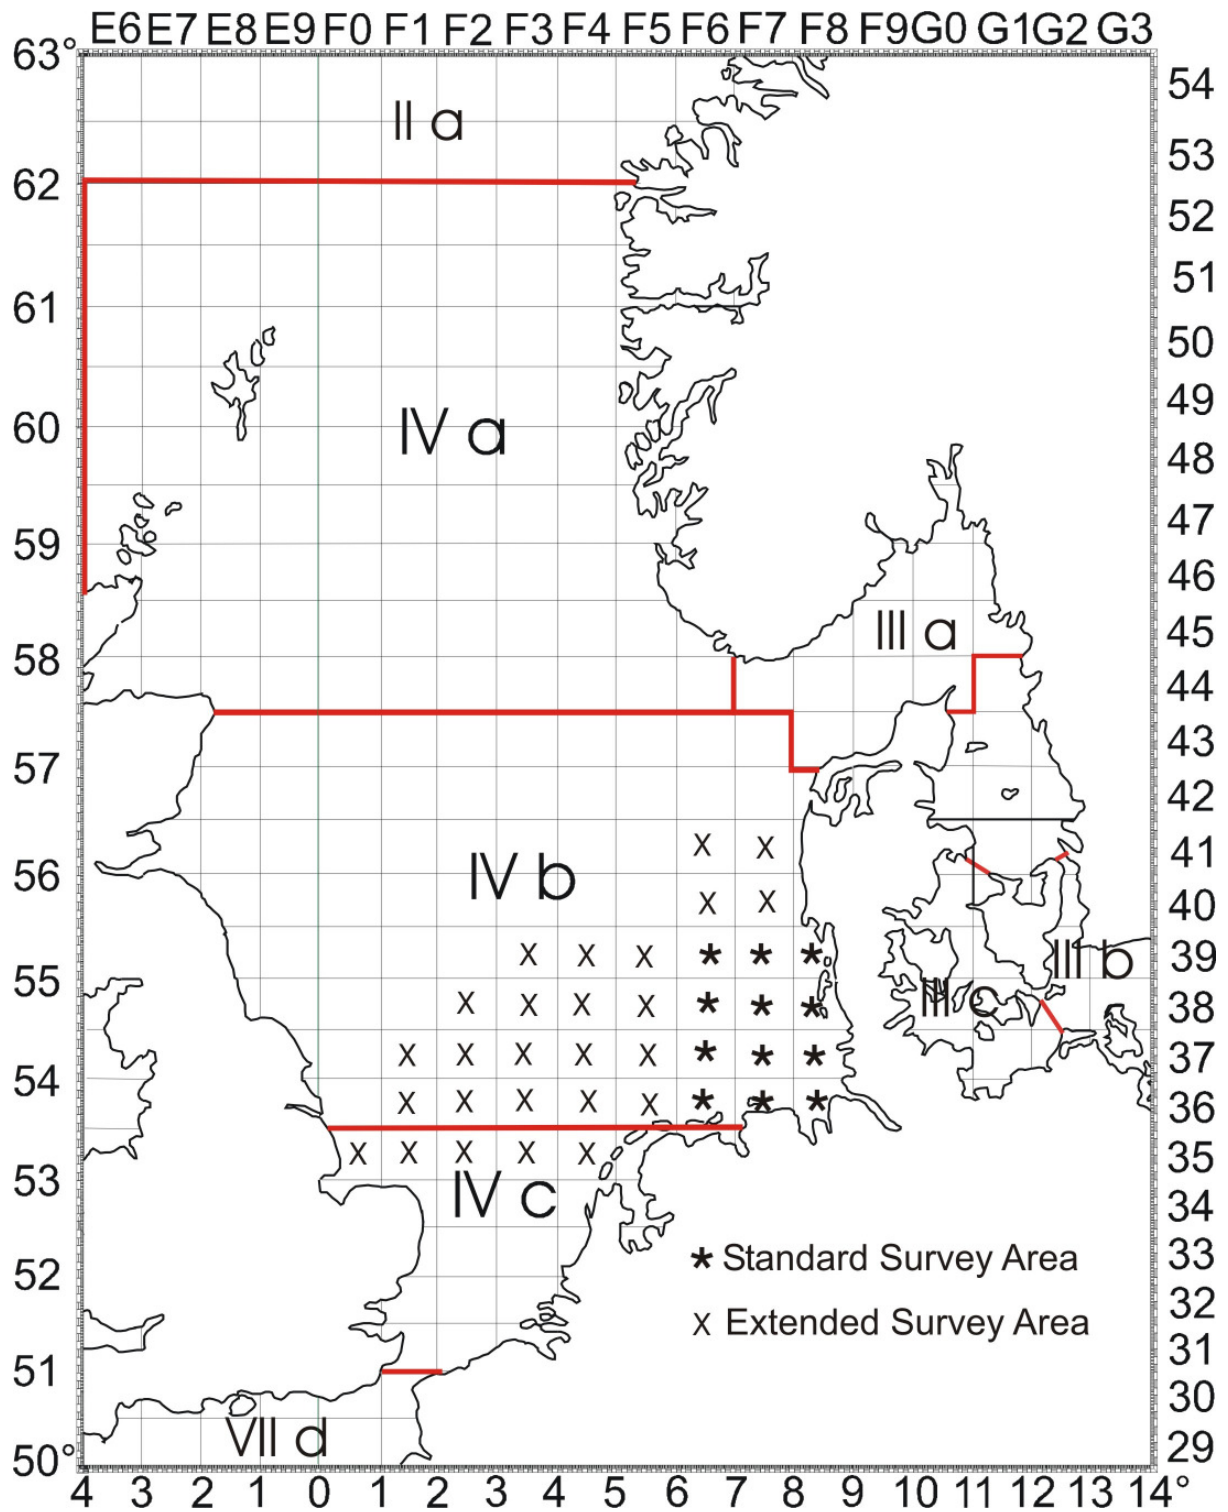 E6 E7 E8 E9 F0 F1 F2 F3 F4 F5 F6 F7 F8 F9 G0 G1 G2 G3
63°
54
II a
53
62
52
51
61
50
49
60
IV a
48
47
59
46
III a
45
58
44
43
57
42
X X
41
56
IV b
40
X X
X X X * * *
39
III b
55
X X X X * * *
38
III c
X X X X X * * *
37
54
X X X X X * * *
36
X X X X X
35
53
IV c
34
* Standard Survey Area
33
52
32
X Extended Survey Area
31
51
30
VII d
29
50°
4 3 2 1 0 1 2 3 4 5 6 7 8 9 10 11 12 13 14°